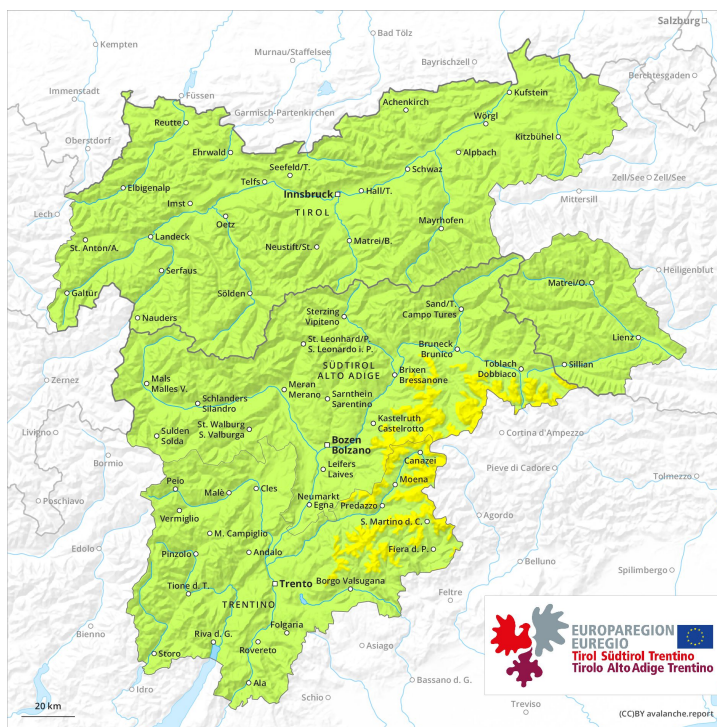 Salzburg
Kempten
Bad Tölz
Murnau/Staffelsee
Bayrischzell
Berchtesgaden
Immenstadt
Füssen
Garmisch-Partenkirchen
Achenkirch
Kufstein
Wörgl
Reutte
Kitzbühel
Oberstdorf
Ehrwald
Seefeld/T.
Alpbach
Schwaz
Telfs
Zell/See
Zell/See
Elbigenalp
Innsbruck
Hall/T.
Mittersill
Lech
Imst
TIROL
Oetz
Mayrhofen
St. Anton/A.
Landeck
Neustift/St.
Matrei/B.
Serfaus
Heiligenblut
Galtür
Sölden
Matrei/O.
Nauders
Sterzing
Vipiteno
Sand/T.
Campo Tures
Lienz
St. Leonhard/P.
S. Leonardo i. P.
Bruneck
Brunico
Toblach
Dobbiaco
Sillian
SÜDTIROL
ALTO ADIGE
Brixen
Bressanone
Zernez
Mals
Malles V.
Meran
Merano
Schlanders
Silandro
Sarnthein
Sarentino
Kastelruth
Castelrotto
Livigno
Sulden
Solda
St. Walburg
S. Valburga
Cortina d'Ampezzo
Bozen
Bolzano
Bormio
Canazei
Pieve di Cadore
Leifers
Laives
Tolmezzo
Poschiavo
Peio
Malè
Cles
Neumarkt
Egna
Moena
Predazzo
Vermiglio
Agordo
S. Martino d. C.
M. Campiglio
Edolo
Pinzolo
Andalo
Fiera d. P.
Belluno
Spilimbergo
Tione d. T.
Trento
Borgo Valsugana
Feltre
TRENTINO
Bienno
Folgaria
Riva d. G.
Rovereto
Asiago
Storo
Idro
Ala
Schio
Bassano d. G.
Treviso
EUROPAREGION
EUREGIO
Tirol Südtirol Trentino
Tirolo Alto Adige Trentino
20 km
(CC)BY avalanche.report